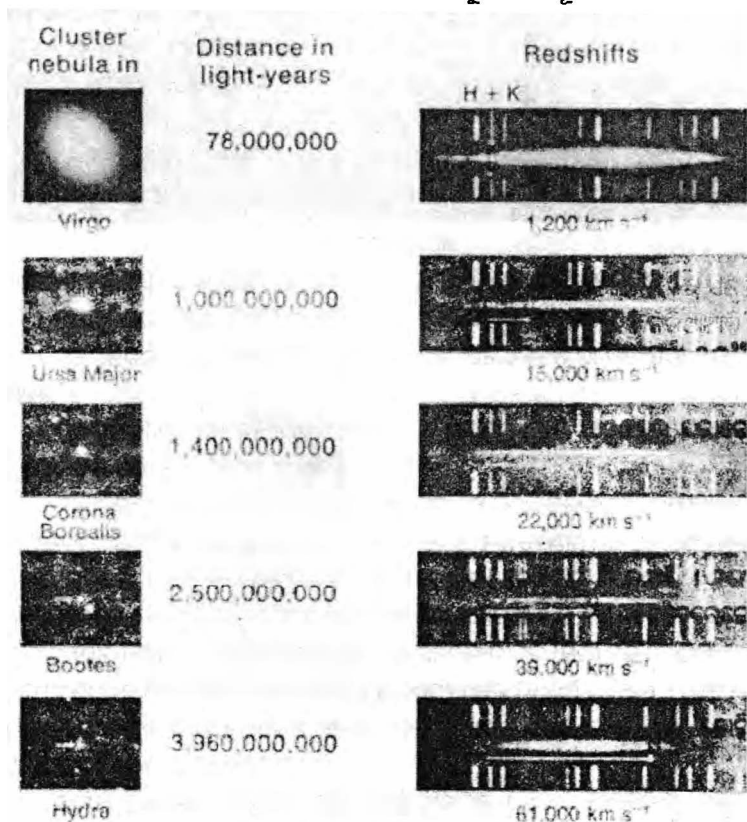 Cluster nebula in
Distance in light-years
Redshifts
H + K
78,000,000
Virgo
1,200 km s⁻¹
1,000,000,000
Ursa Major
15,000 km s⁻¹
1,400,000,000
Corona Borealis
22,000 km s⁻¹
2,500,000,000
Bootes
39,000 km s⁻¹
3,960,000,000
Hydra
61,000 km s⁻¹